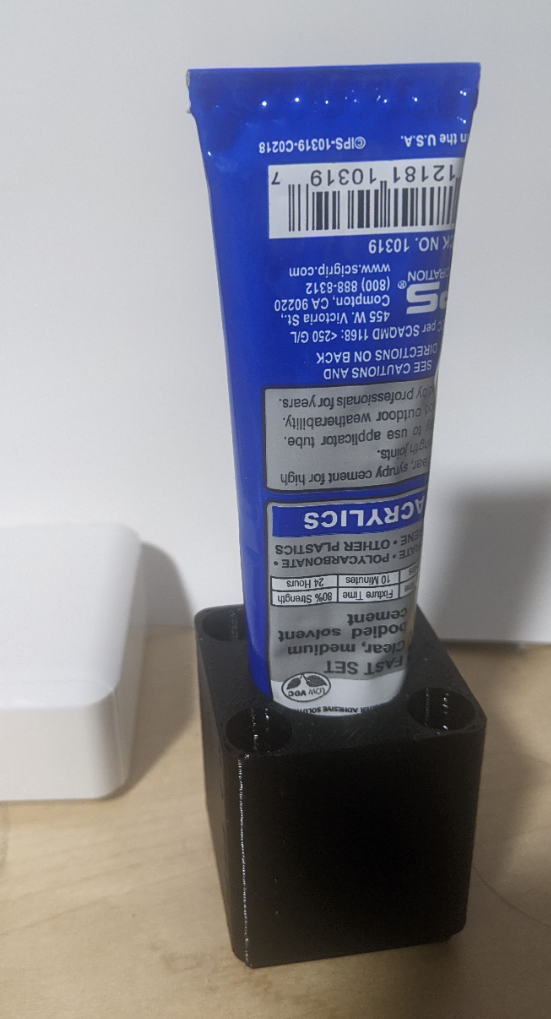 ADHESIVE
LOW VOC
FAST SET
Clear, medium
bodied solvent
cement
Fixture Time 80% Strength
10 Minutes 24 Hours
• POLYCARBONATE •
• OTHER PLASTICS
ACRYLICS
syrupy cement for high
joints.
to use applicator tube.
outdoor weatherability.
by professionals for years.
SEE CAUTIONS AND
DIRECTIONS ON BACK
per SCAQMD 1168: <250 G/L
455 W. Victoria St.,
Compton, CA 90220
(800) 888-8312
www.scigrip.com
NO. 10319
12181 10319 7
in the U.S.A. ©IPS-10319-C0218